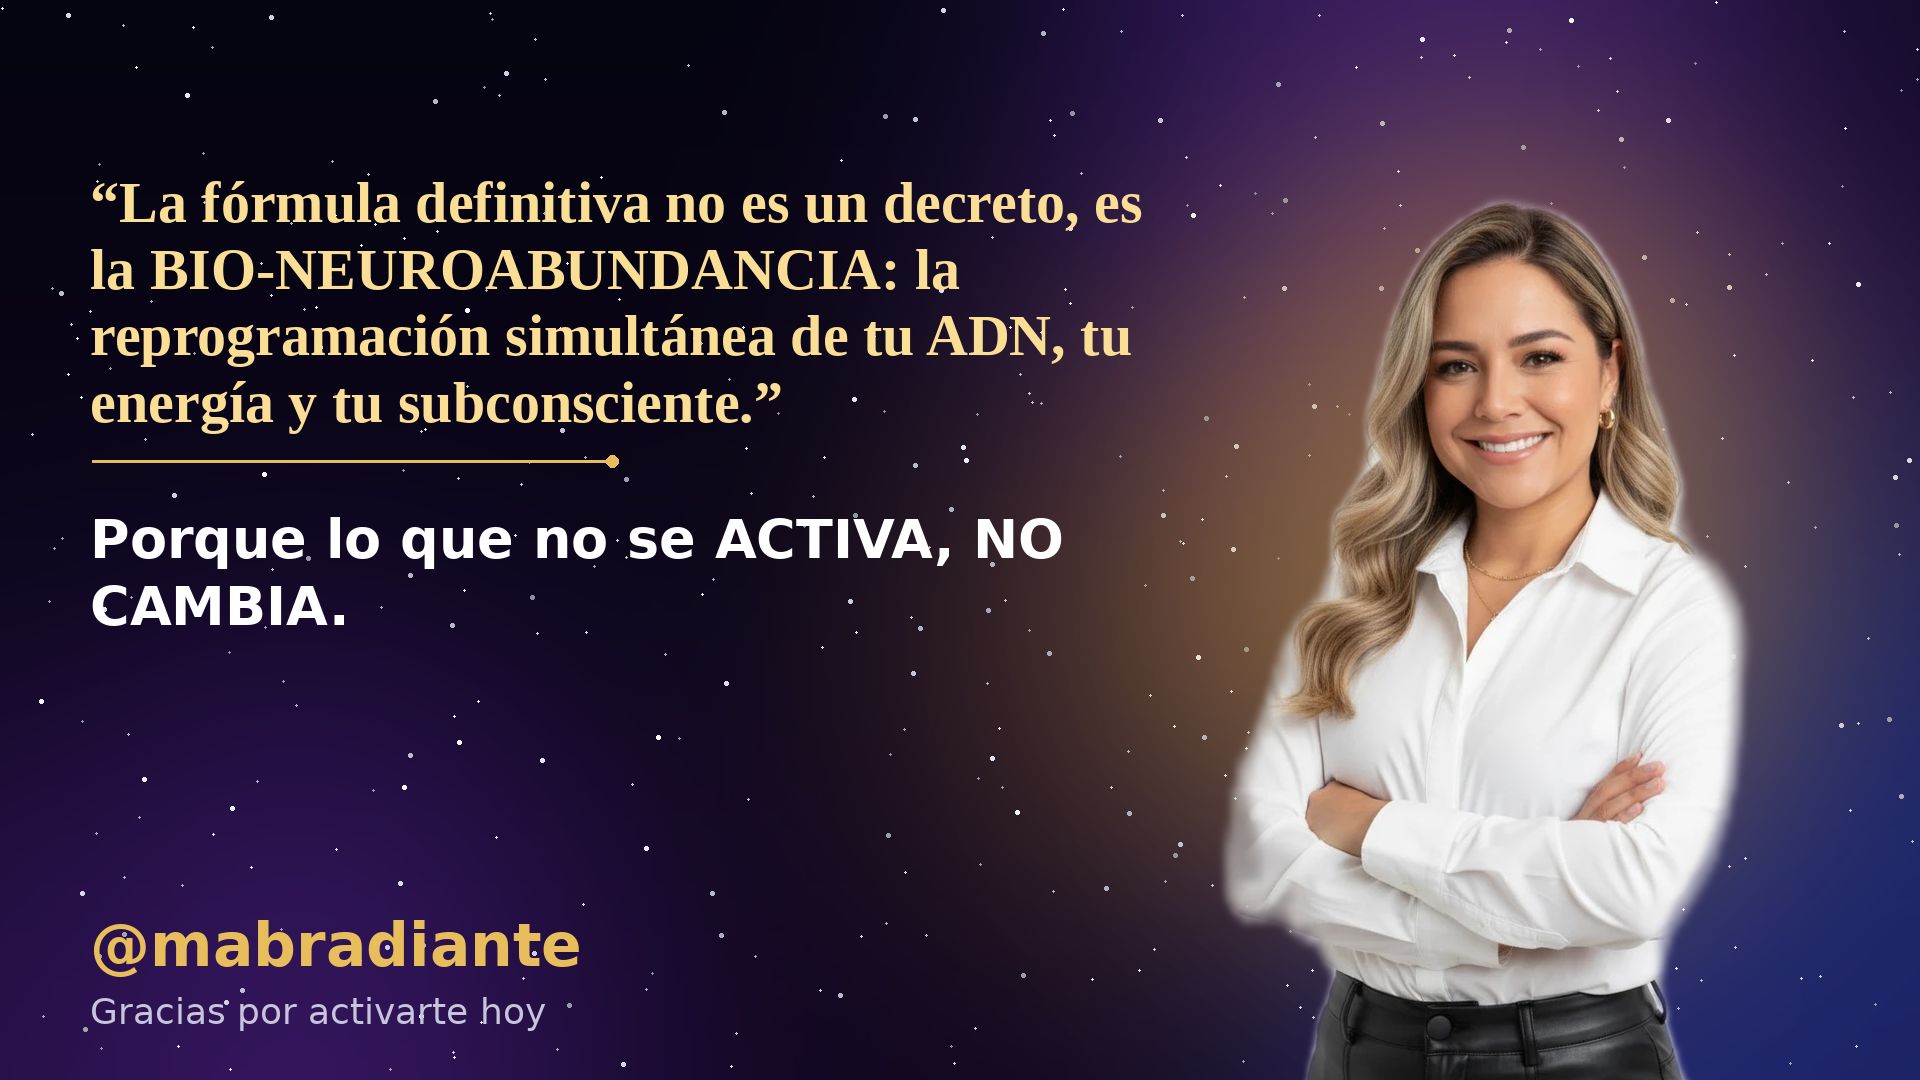 “La fórmula definitiva no es un decreto, es
la BIO-NEUROABUNDANCIA: la
reprogramación simultánea de tu ADN, tu
energía y tu subconsciente.”
Porque lo que no se ACTIVA, NO
CAMBIA.
@mabradiante
Gracias por activarte hoy